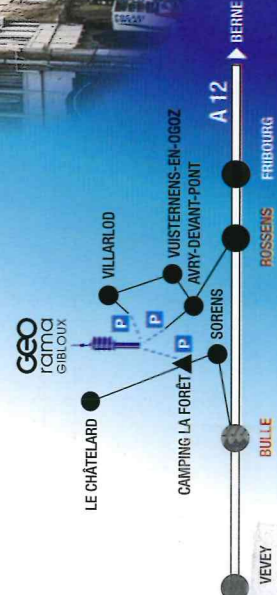 GEO
rama
GIBLOUX
VILLARLOD
VUISTERNENS-EN-OGOZ
AVRY-DEVANT-PONT
P
P
P
LE CHÂTELARD
CAMPING LA FORÊT
SORENS
A 12
BERNE
VEVEY
BULLE
ROSSENS
FRIBOURG